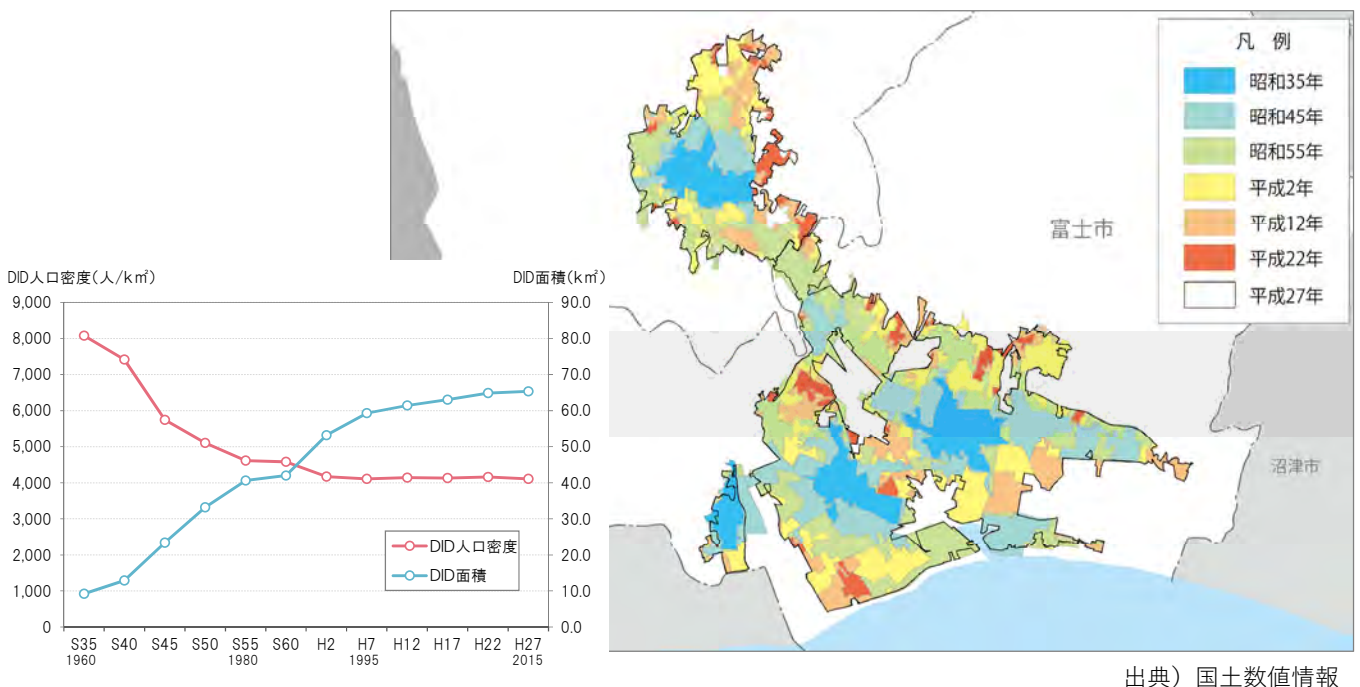 凡 例
昭和35年
昭和45年
昭和55年
平成2年
平成12年
平成22年
平成27年
富士市
沼津市
DID人口密度(人/k㎡)
DID面積(k㎡)
9,000
8,000
7,000
6,000
5,000
4,000
3,000
2,000
1,000
0
90.0
80.0
70.0
60.0
50.0
40.0
30.0
20.0
10.0
0.0
DID人口密度
DID面積
S35 S40 S45 S50 S55 S60 H2 H7 H12 H17 H22 H27
1960 1980 1995 2015
出典）国土数値情報